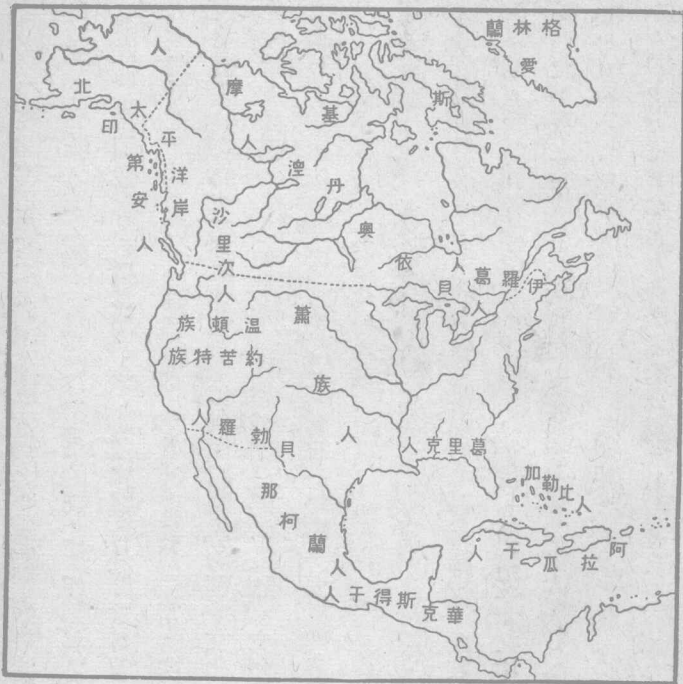 格林蘭
愛斯基摩人
北太平洋岸印第安人
丹湼人
沙里次人
奧依貝人
伊羅葛人
溫頓族
約苦特族
蕭族人
貝勃羅人
葛里克人
加勒比人
那柯蘭人
阿拉瓜干人
華克斯得于人